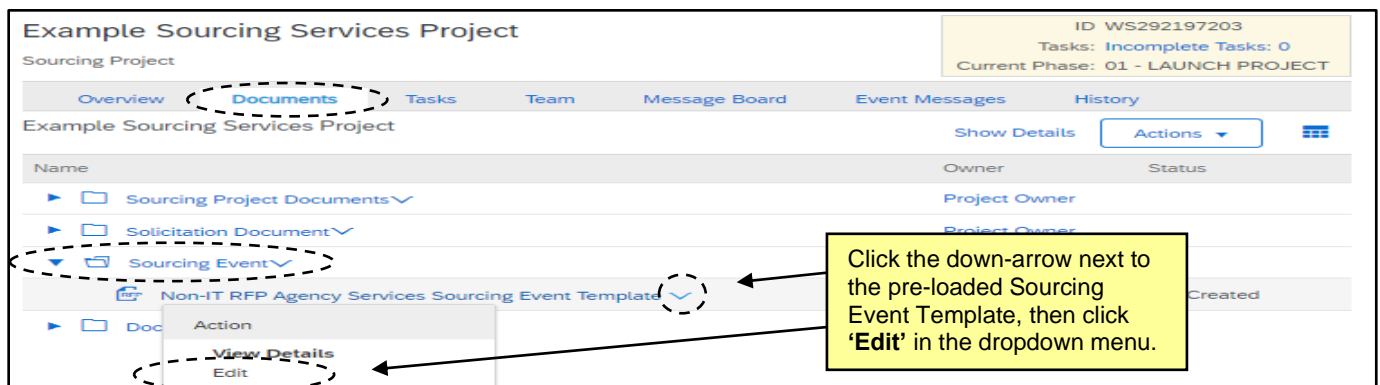 Example Sourcing Services Project
ID WS292197203
Sourcing Project
Tasks: Incomplete Tasks: 0
Current Phase: 01 - LAUNCH PROJECT
Overview Documents Tasks Team Message Board Event Messages History
Example Sourcing Services Project Show Details Actions
Name Owner Status
Sourcing Project Documents Project Owner
Solicitation Document Project Owner
Sourcing Event
Non-IT RFP Agency Services Sourcing Event Template Created
Doc
Action
View Details
Edit
Click the down-arrow next to
the pre-loaded Sourcing
Event Template, then click
‘Edit’ in the dropdown menu.